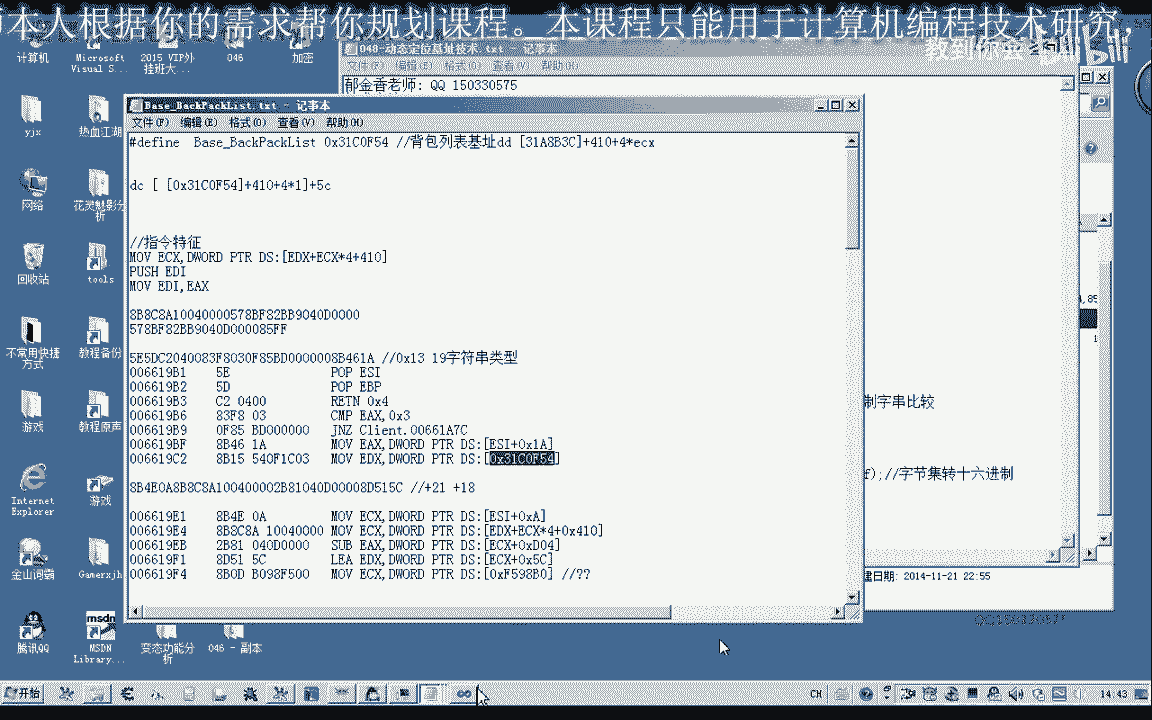 本人根据你的需求帮你规划课程。本课程只能用于计算机编程技术研究,
教到你会
bilibili
计算机
Microsoft Visual S...
2015 VIP外挂班大...
046
加密
048-动态定位基址技术.txt - 记事本
文件(F) 编辑(E) 格式(O) 查看(V) 帮助(H)
郁金香老师: QQ 150330575
Base_BackPackList.txt - 记事本
文件(F) 编辑(E) 格式(O) 查看(V) 帮助(H)
#define Base_BackPackList 0x31C0F54 //背包列表基址dd [31A8B3C]+410+4*ecx
dc [ [0x31C0F54]+410+4*1]+5c
//指令特征
MOV ECX,DWORD PTR DS:[EDX+ECX*4+410]
PUSH EDI
MOV EDI,EAX
8B8C8A10040000578BF82BB9040D0000
578BF82BB9040D000085FF
5E5DC2040083F8030F85BD0000008B461A //0x13 19字符串类型
006619B1 5E POP ESI
006619B2 5D POP EBP
006619B3 C2 0400 RETN 0x4
006619B6 83F8 03 CMP EAX,0x3
006619B9 0F85 BD000000 JNZ Client.00661A7C
006619BF 8B46 1A MOV EAX,DWORD PTR DS:[ESI+0x1A]
006619C2 8B15 540F1C03 MOV EDX,DWORD PTR DS:[0x31C0F54]
8B4E0A8B8C8A100400002B81040D00008D515C //+21 +18
006619E1 8B4E 0A MOV ECX,DWORD PTR DS:[ESI+0xA]
006619E4 8B8C8A 10040000 MOV ECX,DWORD PTR DS:[EDX+ECX*4+0x410]
006619EB 2B81 040D0000 SUB EAX,DWORD PTR DS:[ECX+0xD04]
006619F1 8D51 5C LEA EDX,DWORD PTR DS:[ECX+0x5C]
006619F4 8B0D B098F500 MOV ECX,DWORD PTR DS:[0xF598B0] //??
制字串比较
f);//字节集转十六进制
建日期: 2014-11-21 22:55
yjx
热血江湖
网络
花灵魅影分析
回收站
tools
不常用快捷方式
教程备份
游戏
教程原声
Internet Explorer
游戏
金山词霸
Gamerxjh
腾讯QQ
MSDN Library...
变态功能分析
046 - 副本
QQ150330575
开始
CH
14:43